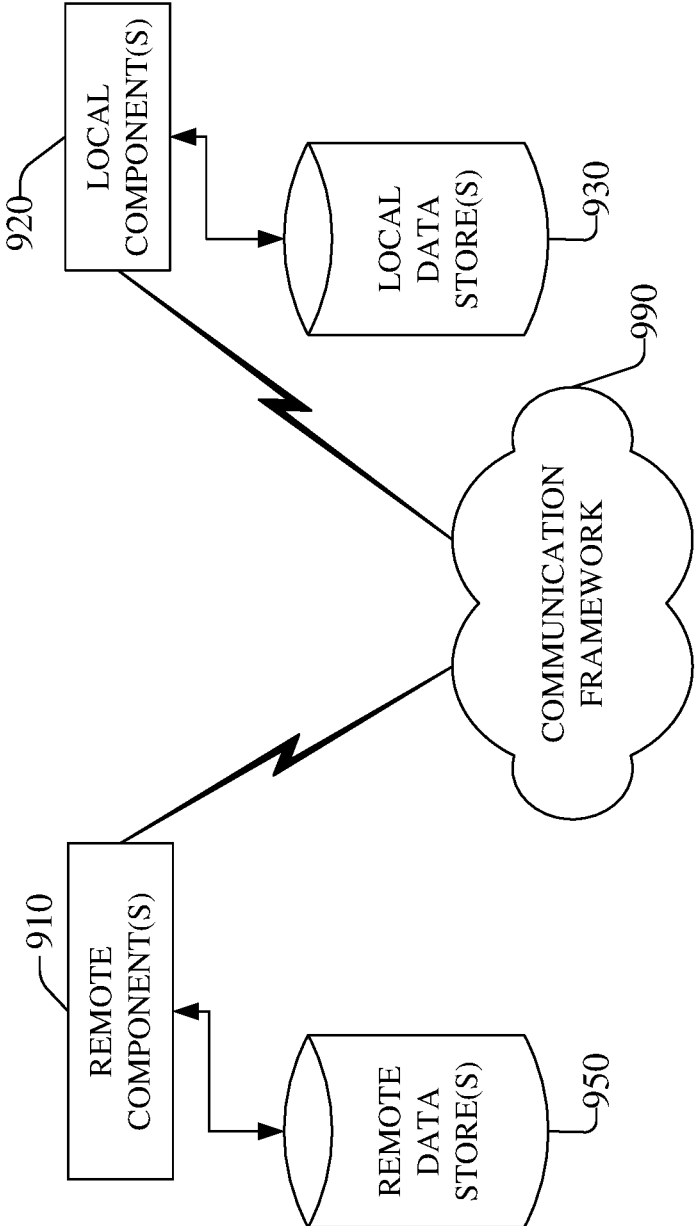 910
REMOTE
COMPONENT(S)
920
LOCAL
COMPONENT(S)
REMOTE
DATA
STORE(S)
950
LOCAL
DATA
STORE(S)
930
990
COMMUNICATION
FRAMEWORK